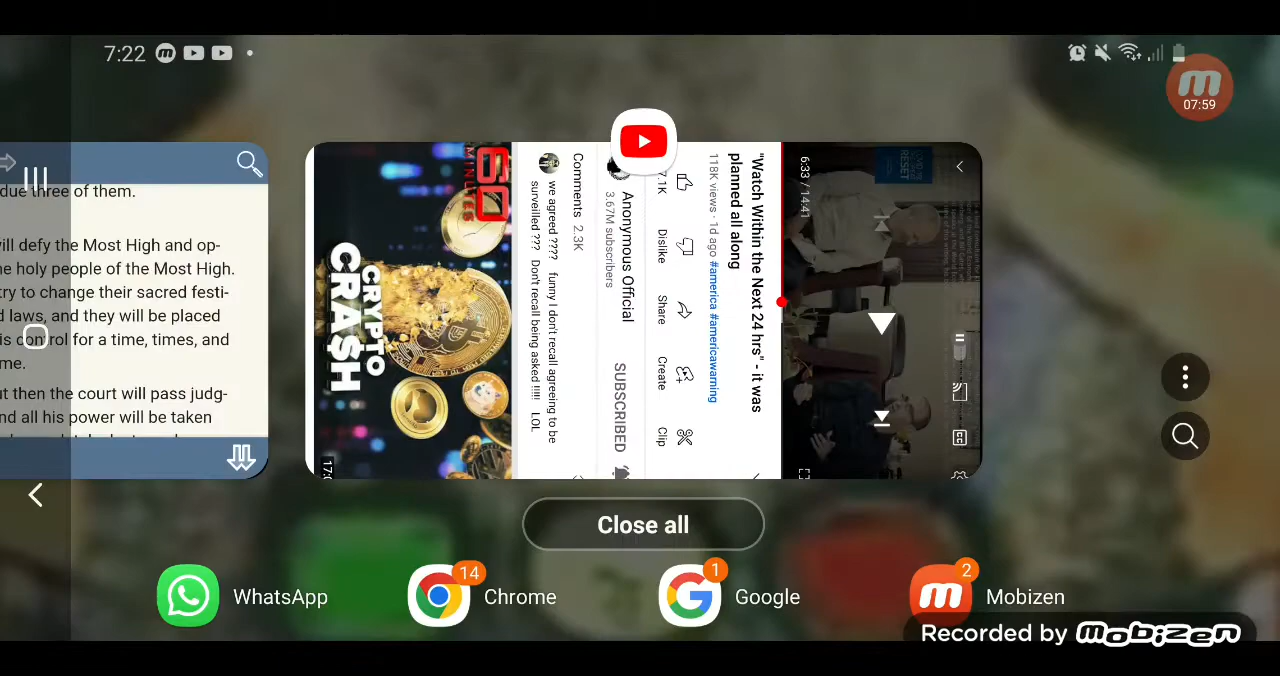 7:22
07:59
due three of them.
ill defy the Most High and op-
e holy people of the Most High.
try to change their sacred festi-
d laws, and they will be placed
is control for a time, times, and
me.
ut then the court will pass judg-
nd all his power will be taken
6:33 / 14:41
RESET
"Watch Within the Next 24 hrs" - it was
planned all along
118K views · 1d ago #america #americawarning
7.1K
Dislike
Share
Create
Clip
Anonymous Official
3.67M subscribers
SUBSCRIBED
Comments 2.3K
we agreed ???? funny I don't recall agreeing to be
surveilled ??? Don't recall being asked !!!!! LOL
60
MINUTES
CRYPTO
CRASH
Close all
WhatsApp
14
Chrome
1
Google
2
Mobizen
Recorded by mobizen